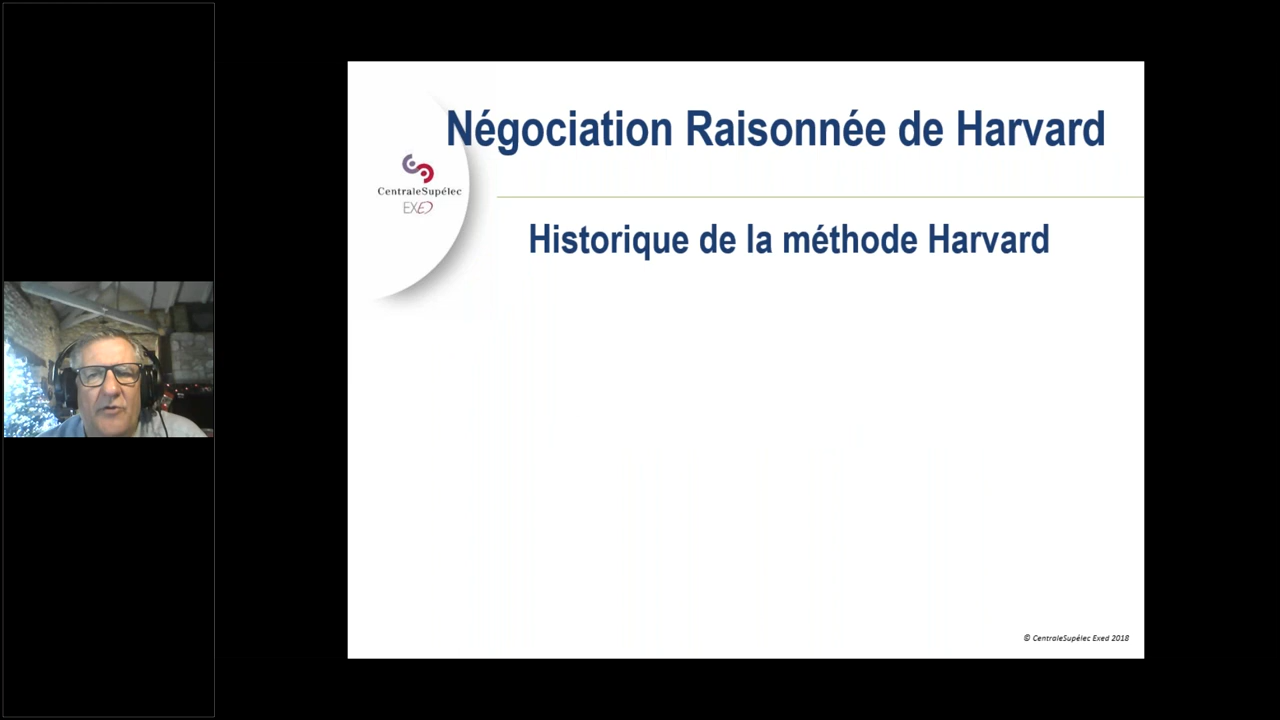 Négociation Raisonnée de Harvard
CentraleSupélec
EXED
Historique de la méthode Harvard
© CentraleSupélec Exed 2018